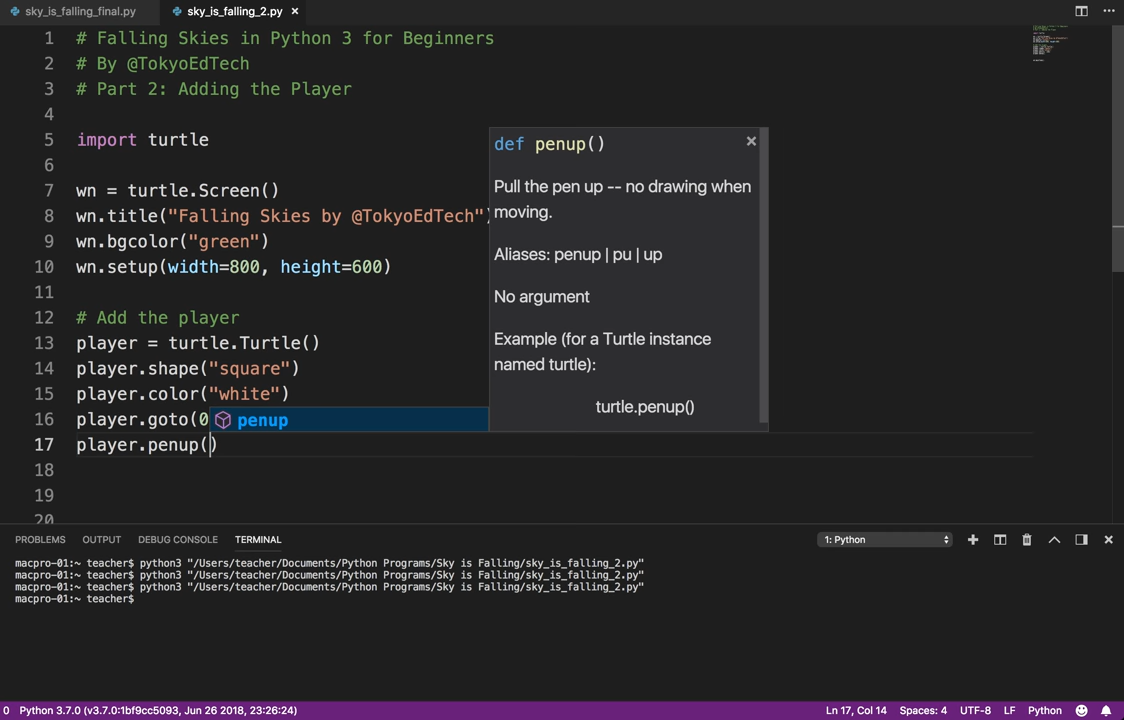 sky_is_falling_final.py
sky_is_falling_2.py ×
1 # Falling Skies in Python 3 for Beginners
2 # By @TokyoEdTech
3 # Part 2: Adding the Player
4
5 import turtle
6
7 wn = turtle.Screen()
8 wn.title("Falling Skies by @TokyoEdTech")
9 wn.bgcolor("green")
10 wn.setup(width=800, height=600)
11
12 # Add the player
13 player = turtle.Turtle()
14 player.shape("square")
15 player.color("white")
16 player.goto(0
17 player.penup()
18
19
20
penup
def penup()
Pull the pen up -- no drawing when
moving.
Aliases: penup | pu | up
No argument
Example (for a Turtle instance
named turtle):
turtle.penup()
PROBLEMS OUTPUT DEBUG CONSOLE TERMINAL 1: Python
macpro-01:~ teacher$ python3 "/Users/teacher/Documents/Python Programs/Sky is Falling/sky_is_falling_2.py"
macpro-01:~ teacher$ python3 "/Users/teacher/Documents/Python Programs/Sky is Falling/sky_is_falling_2.py"
macpro-01:~ teacher$ python3 "/Users/teacher/Documents/Python Programs/Sky is Falling/sky_is_falling_2.py"
macpro-01:~ teacher$
0 Python 3.7.0 (v3.7.0:1bf9cc5093, Jun 26 2018, 23:26:24) Ln 17, Col 14 Spaces: 4 UTF-8 LF Python